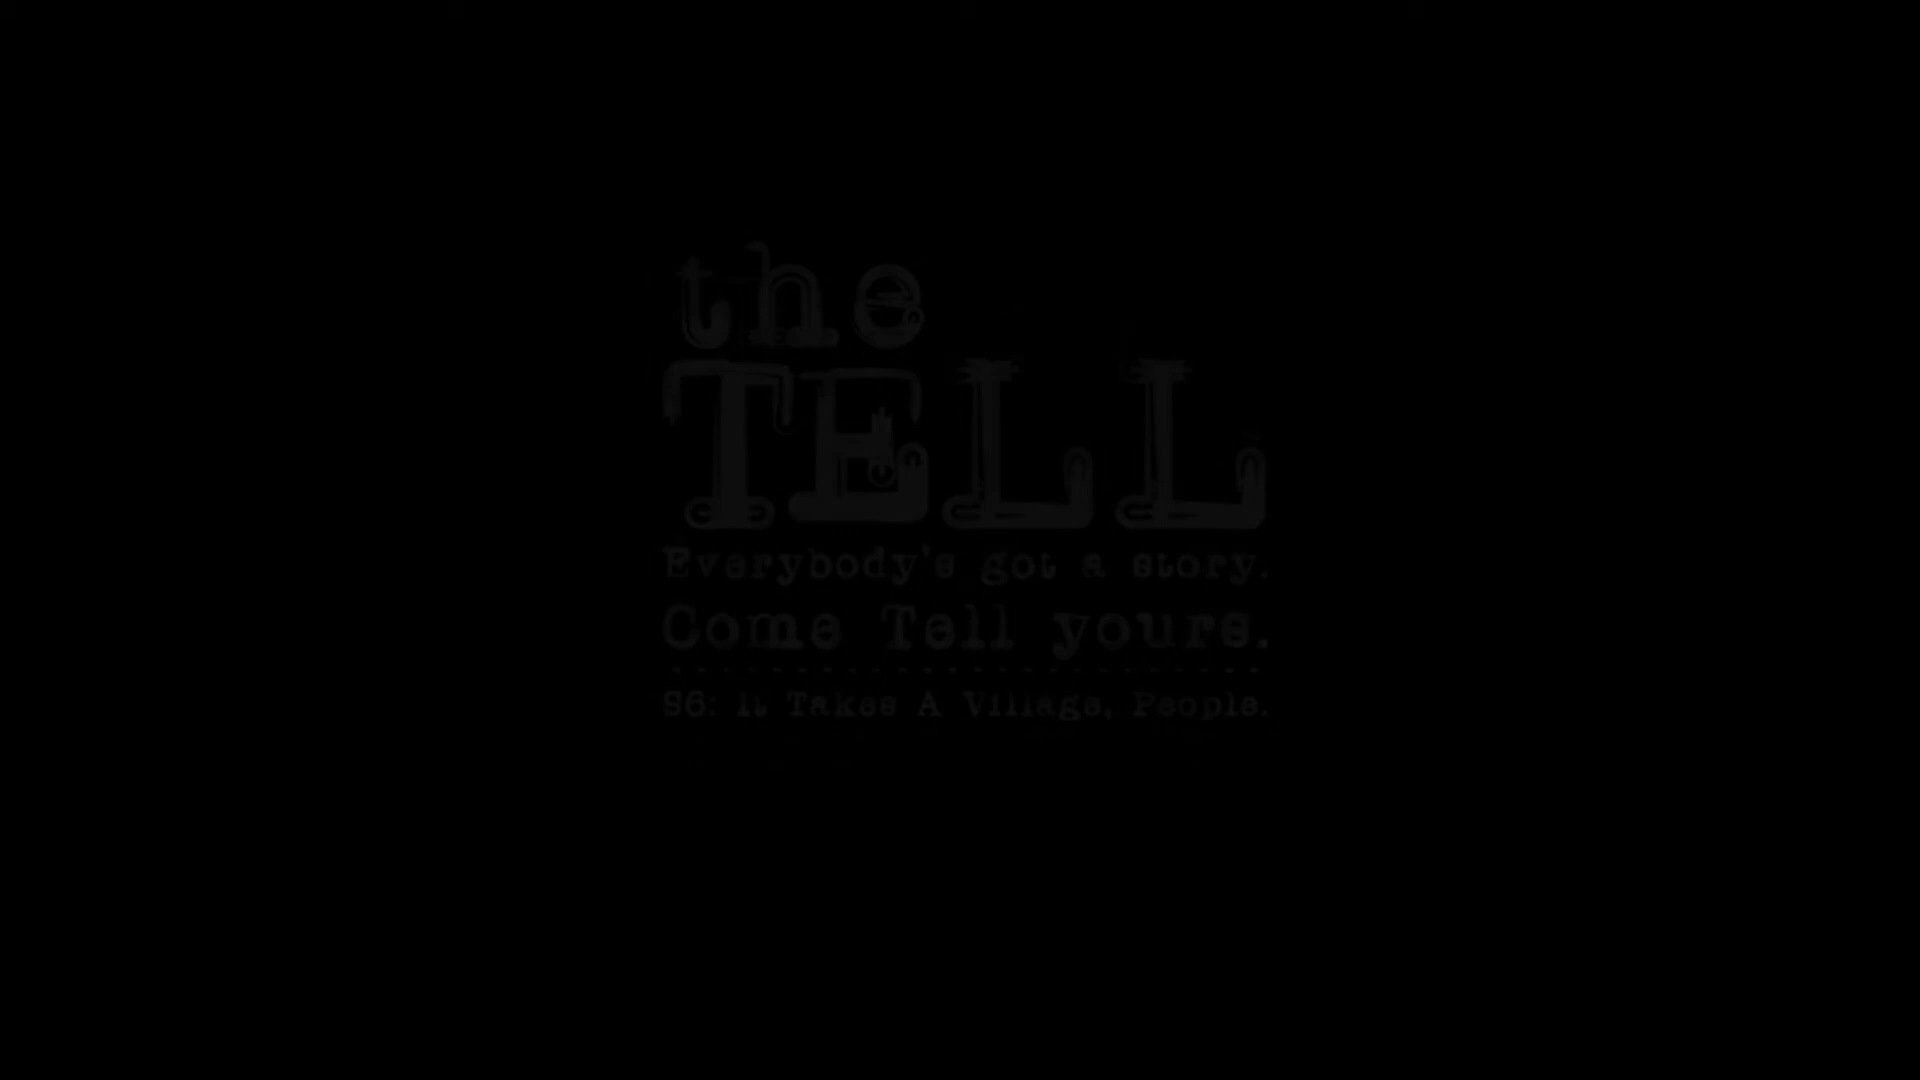 the
TELL
Everybody's got a story.
Come Tell yours.
S6: It Takes A Village, People.